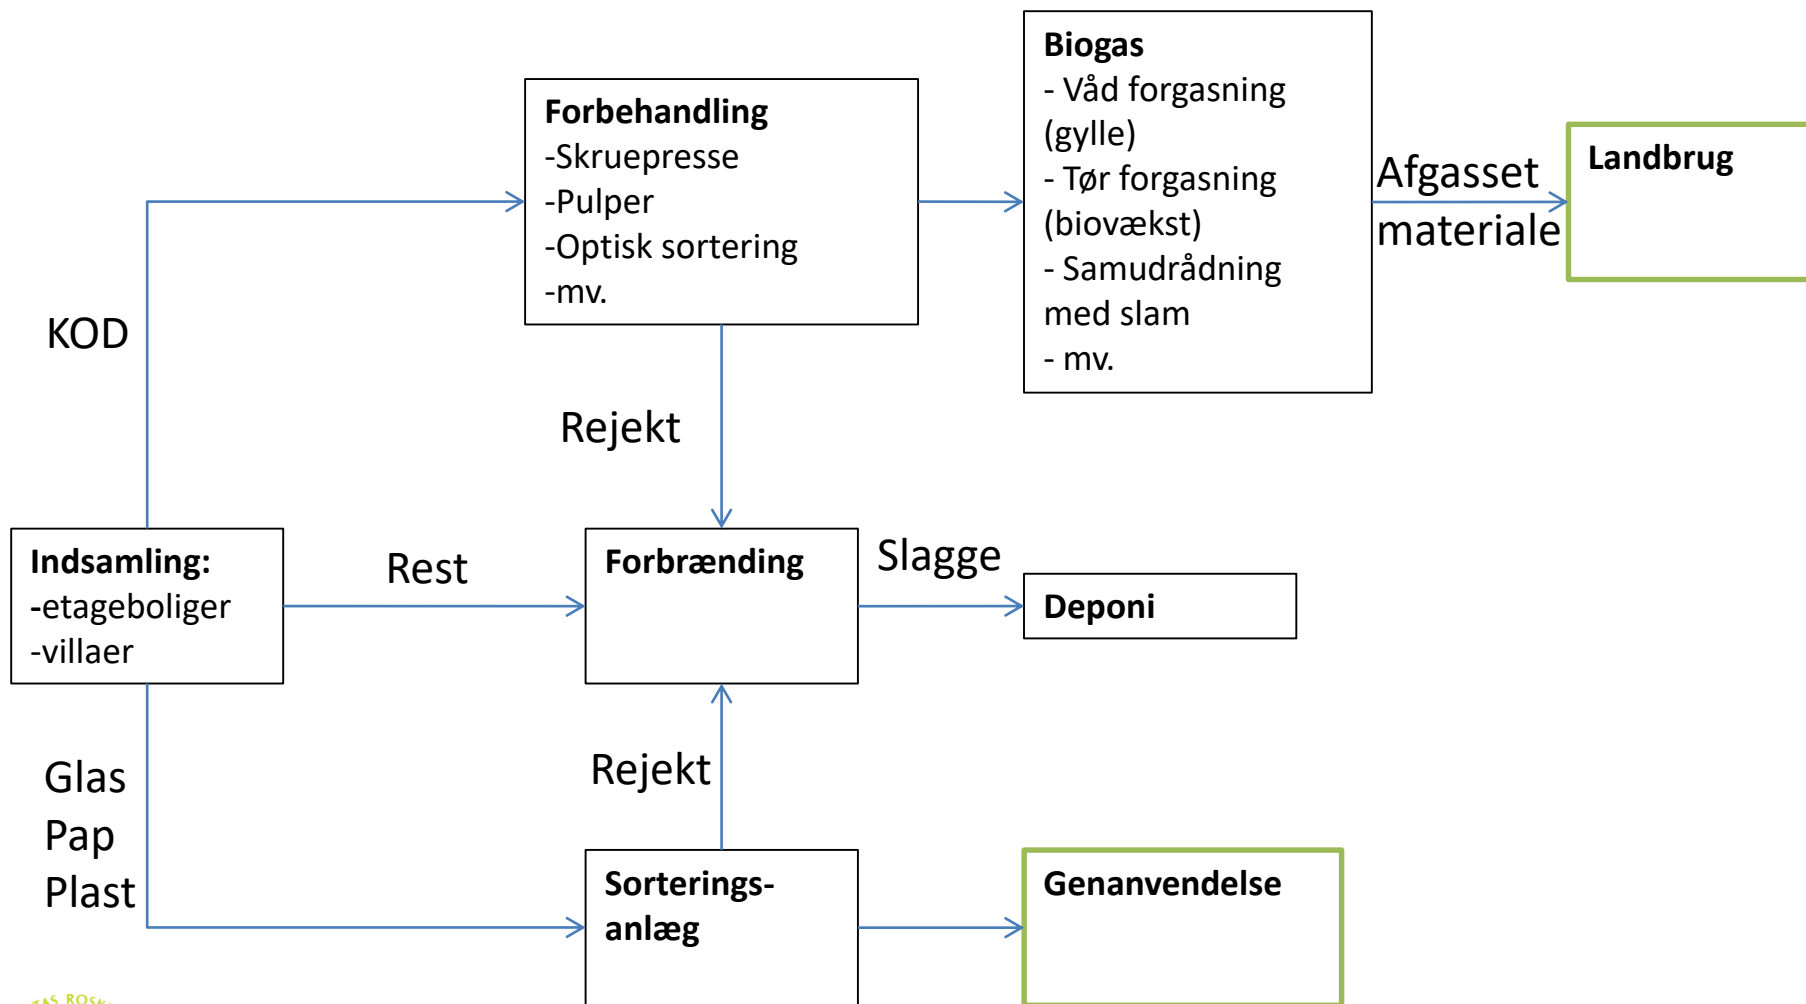 Biogas
- Våd forgasning
(gylle)
- Tør forgasning
(biovækst)
- Samudrådning
med slam
- mv.
Forbehandling
-Skruepresse
-Pulper
-Optisk sortering
-mv.
Afgasset
materiale
Landbrug
KOD
Rejekt
Indsamling:
-etageboliger
-villaer
Rest
Forbrænding
Slagge
Deponi
Glas
Pap
Plast
Rejekt
Sorterings-
anlæg
Genanvendelse